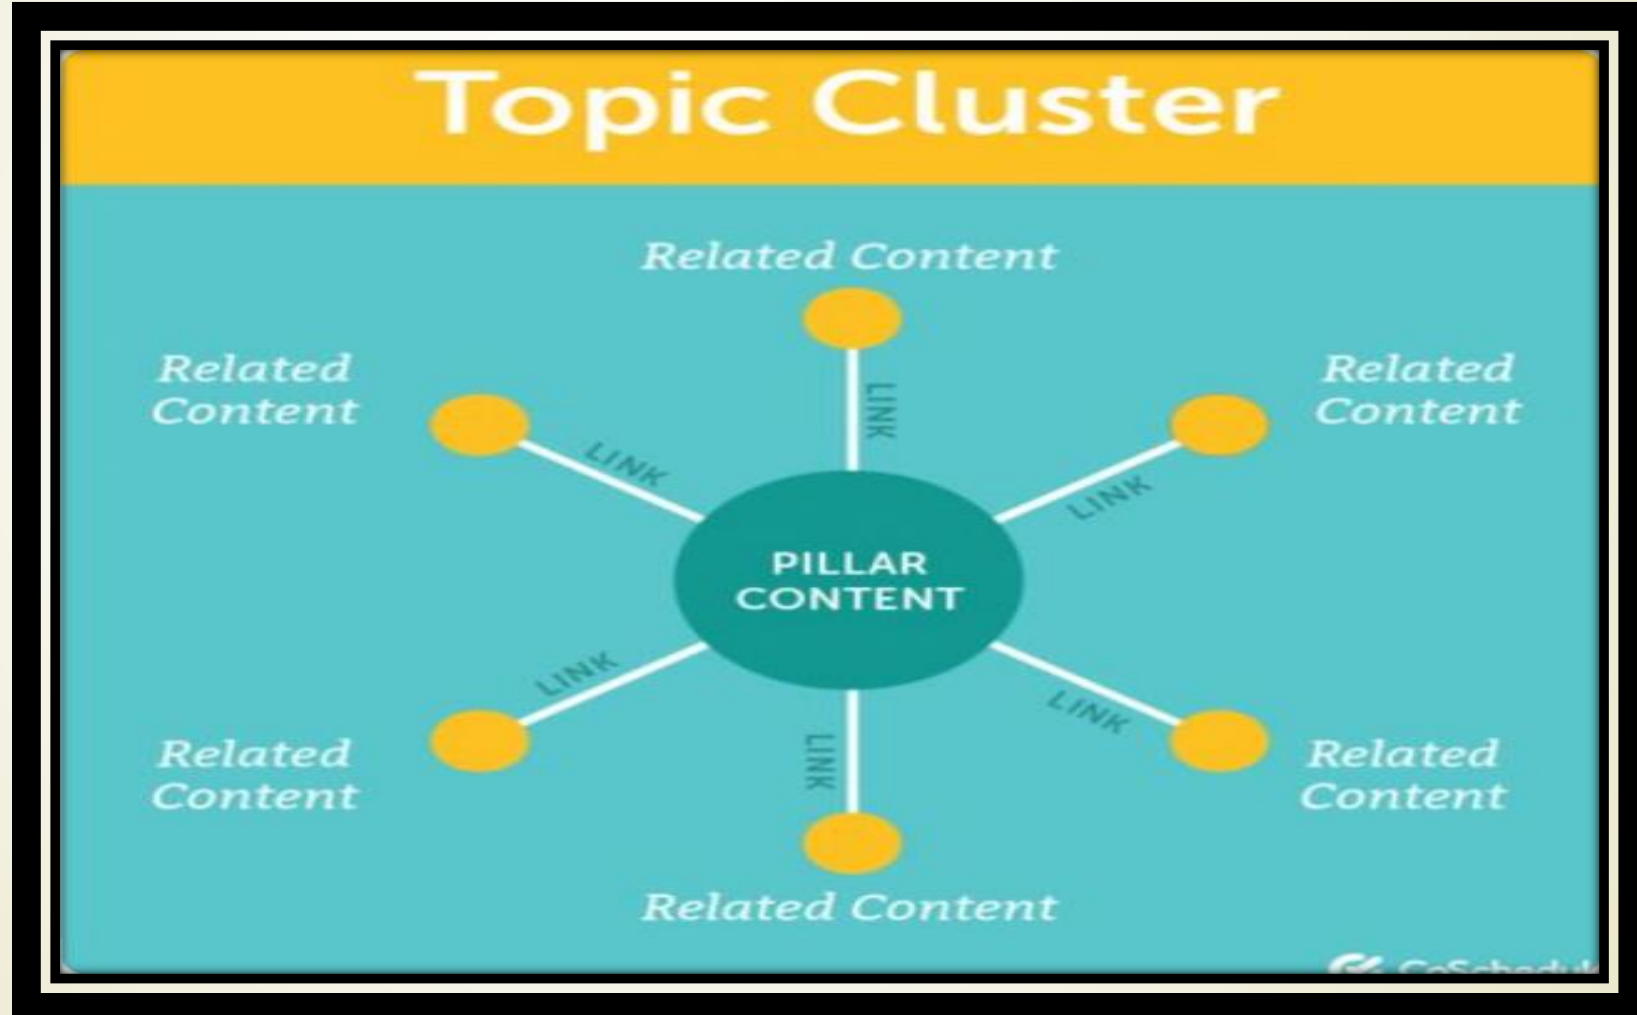 Topic Cluster
Related Content
Related
Content
Related
Content
LINK
LINK
LINK
PILLAR
CONTENT
LINK
LINK
LINK
Related
Content
Related
Content
Related Content